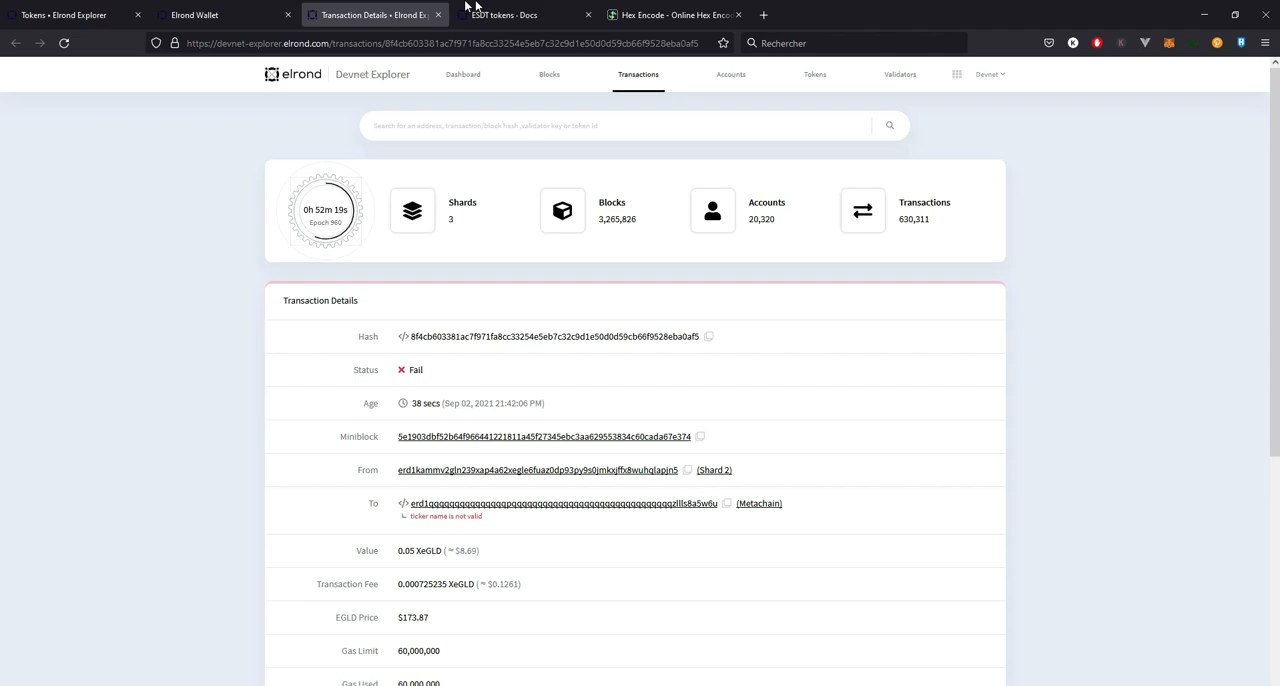 Tokens • Elrond Explorer
Elrond Wallet
Transaction Details • Elrond Ex
ESDT tokens - Docs
Hex Encode - Online Hex Enco
https://devnet-explorer.elrond.com/transactions/8f4cb603381ac7f971fa8cc33254e5eb7c32c9d1e50d0d59cb66f9528eba0af5
Rechercher
elrond
Devnet Explorer
Dashboard
Blocks
Transactions
Accounts
Tokens
Validators
Devnet
Search for an address, transaction/block hash ,validator key or token id
0h 52m 19s
Epoch 960
Shards
3
Blocks
3,265,826
Accounts
20,320
Transactions
630,311
Transaction Details
Hash </> 8f4cb603381ac7f971fa8cc33254e5eb7c32c9d1e50d0d59cb66f9528eba0af5
Status Fail
Age 38 secs (Sep 02, 2021 21:42:06 PM)
Miniblock 5e1903dbf52b64f966441221811a45f27345ebc3aa629553834c60cada67e374
From erd1kammv2gln239xap4a62xegle6fuaz0dp93py9s0jmkxjffx8wuhqlapjn5 (Shard 2)
To </> erd1qqqqqqqqqqqqqqqpqqqqqqqqqqqqqqqqqqqqqqqqqqqqqqqzllls8a5w6u (Metachain)
ticker name is not valid
Value 0.05 XeGLD ( ~ $8.69)
Transaction Fee 0.000725235 XeGLD ( ~ $0.1261)
EGLD Price $173.87
Gas Limit 60,000,000
Gas Used 60,000,000